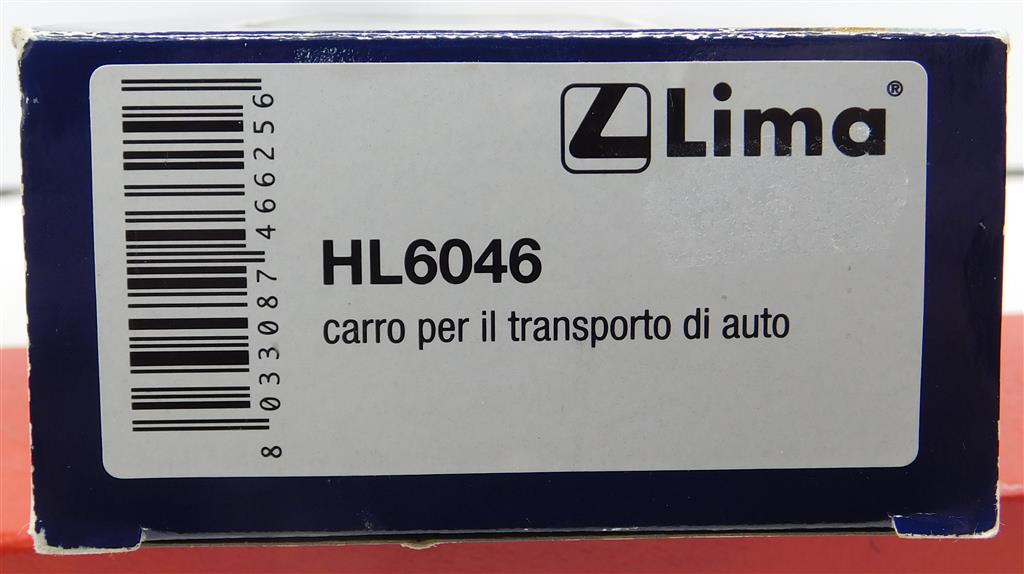 Lima®
HL6046
carro per il transporto di auto
8 033087 466256